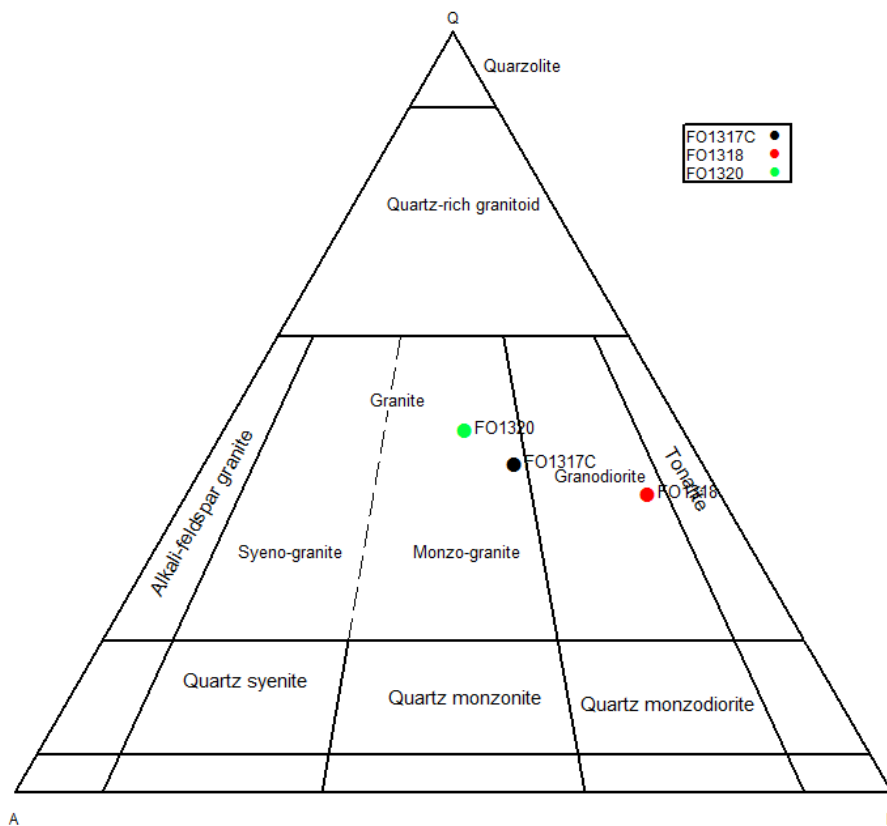 Q
Quarzolite
FO1317C
FO1318
FO1320
Quartz-rich granitoid
Granite
FO1320
FO1317C
Granodiorite
Tonalite
Alkali-feldspar granite
Syeno-granite
Monzo-granite
Quartz syenite
Quartz monzonite
Quartz monzodiorite
A